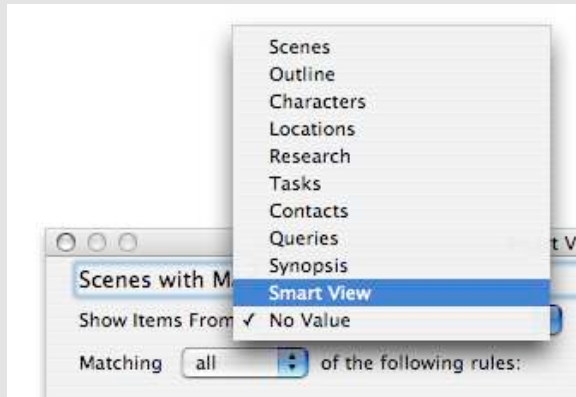 Scenes
Outline
Characters
Locations
Research
Tasks
Contacts
Queries
Synopsis
Smart View
Scenes with M
Show Items From ✓ No Value
Matching all of the following rules: